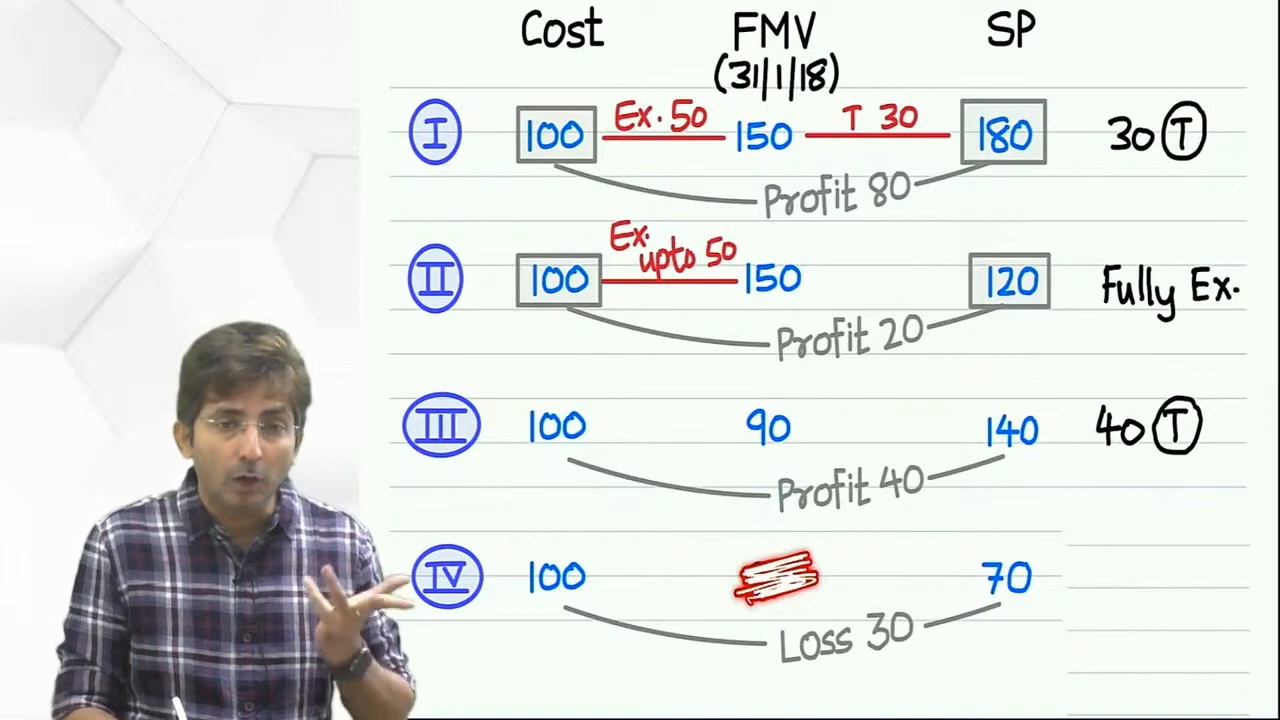 Cost FMV SP
(31/1/18)
I 100 Ex. 50 150 T 30 180 30 T
Profit 80
II 100 Ex. upto 50 150 120 Fully Ex.
Profit 20
III 100 90 140 40 T
Profit 40
IV 100 70
Loss 30